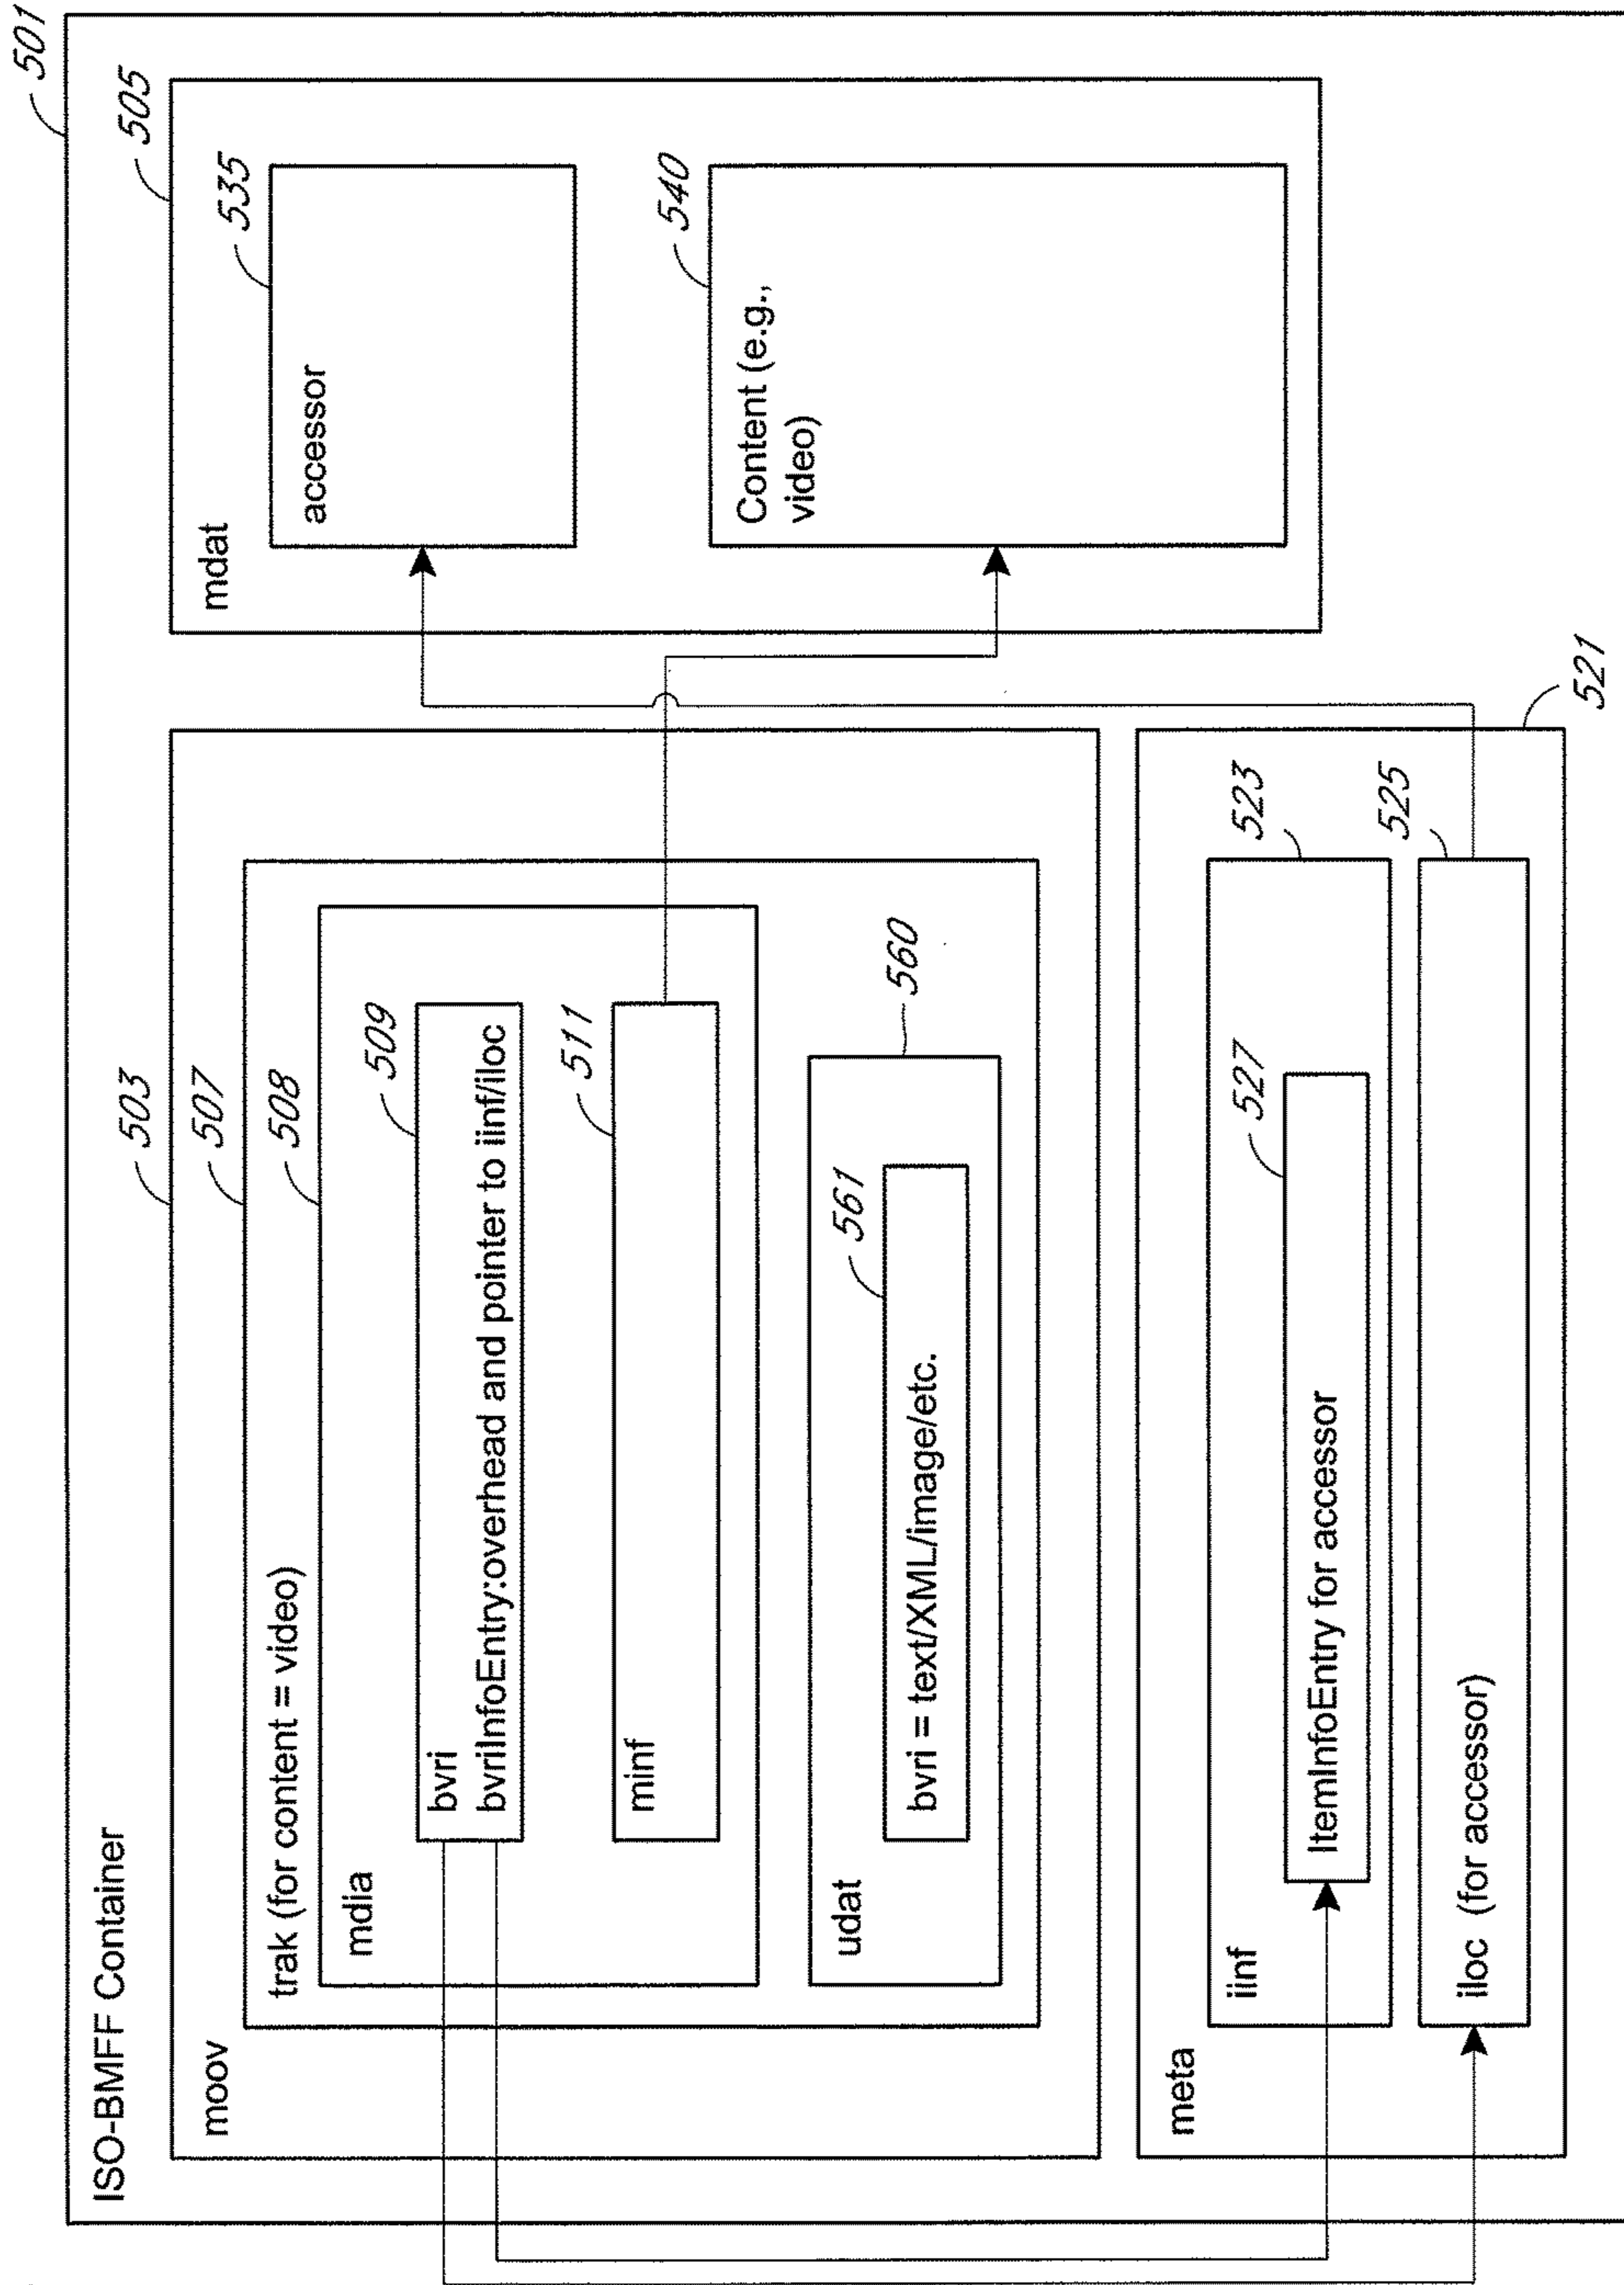 ISO-BMFF Container
501
moov
503
trak (for content = video)
507
mdia
508
bvri
bvriInfoEntry:overhead and pointer to iinf/iloc
509
minf
511
udat
560
bvri = text/XML/image/etc.
561
meta
521
iinf
523
ItemInfoEntry for accessor
527
iloc (for accessor)
525
mdat
505
accessor
535
Content (e.g.,
video)
540